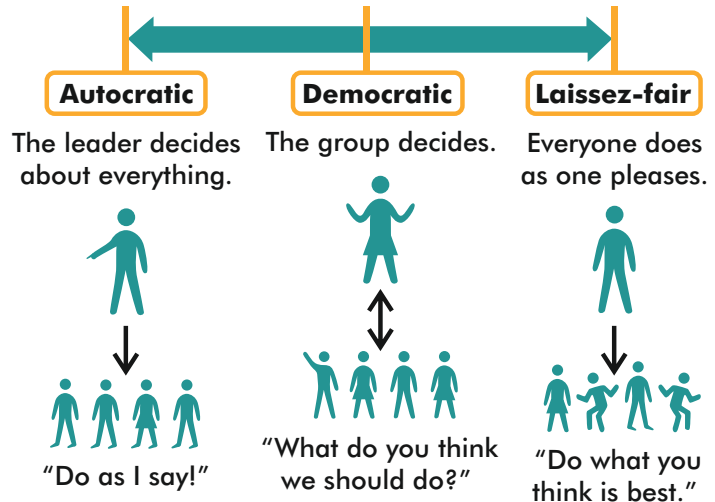 Autocratic
The leader decides
about everything.
"Do as I say!"
Democratic
The group decides.
"What do you think
we should do?"
Laissez-fair
Everyone does
as one pleases.
"Do what you
think is best."